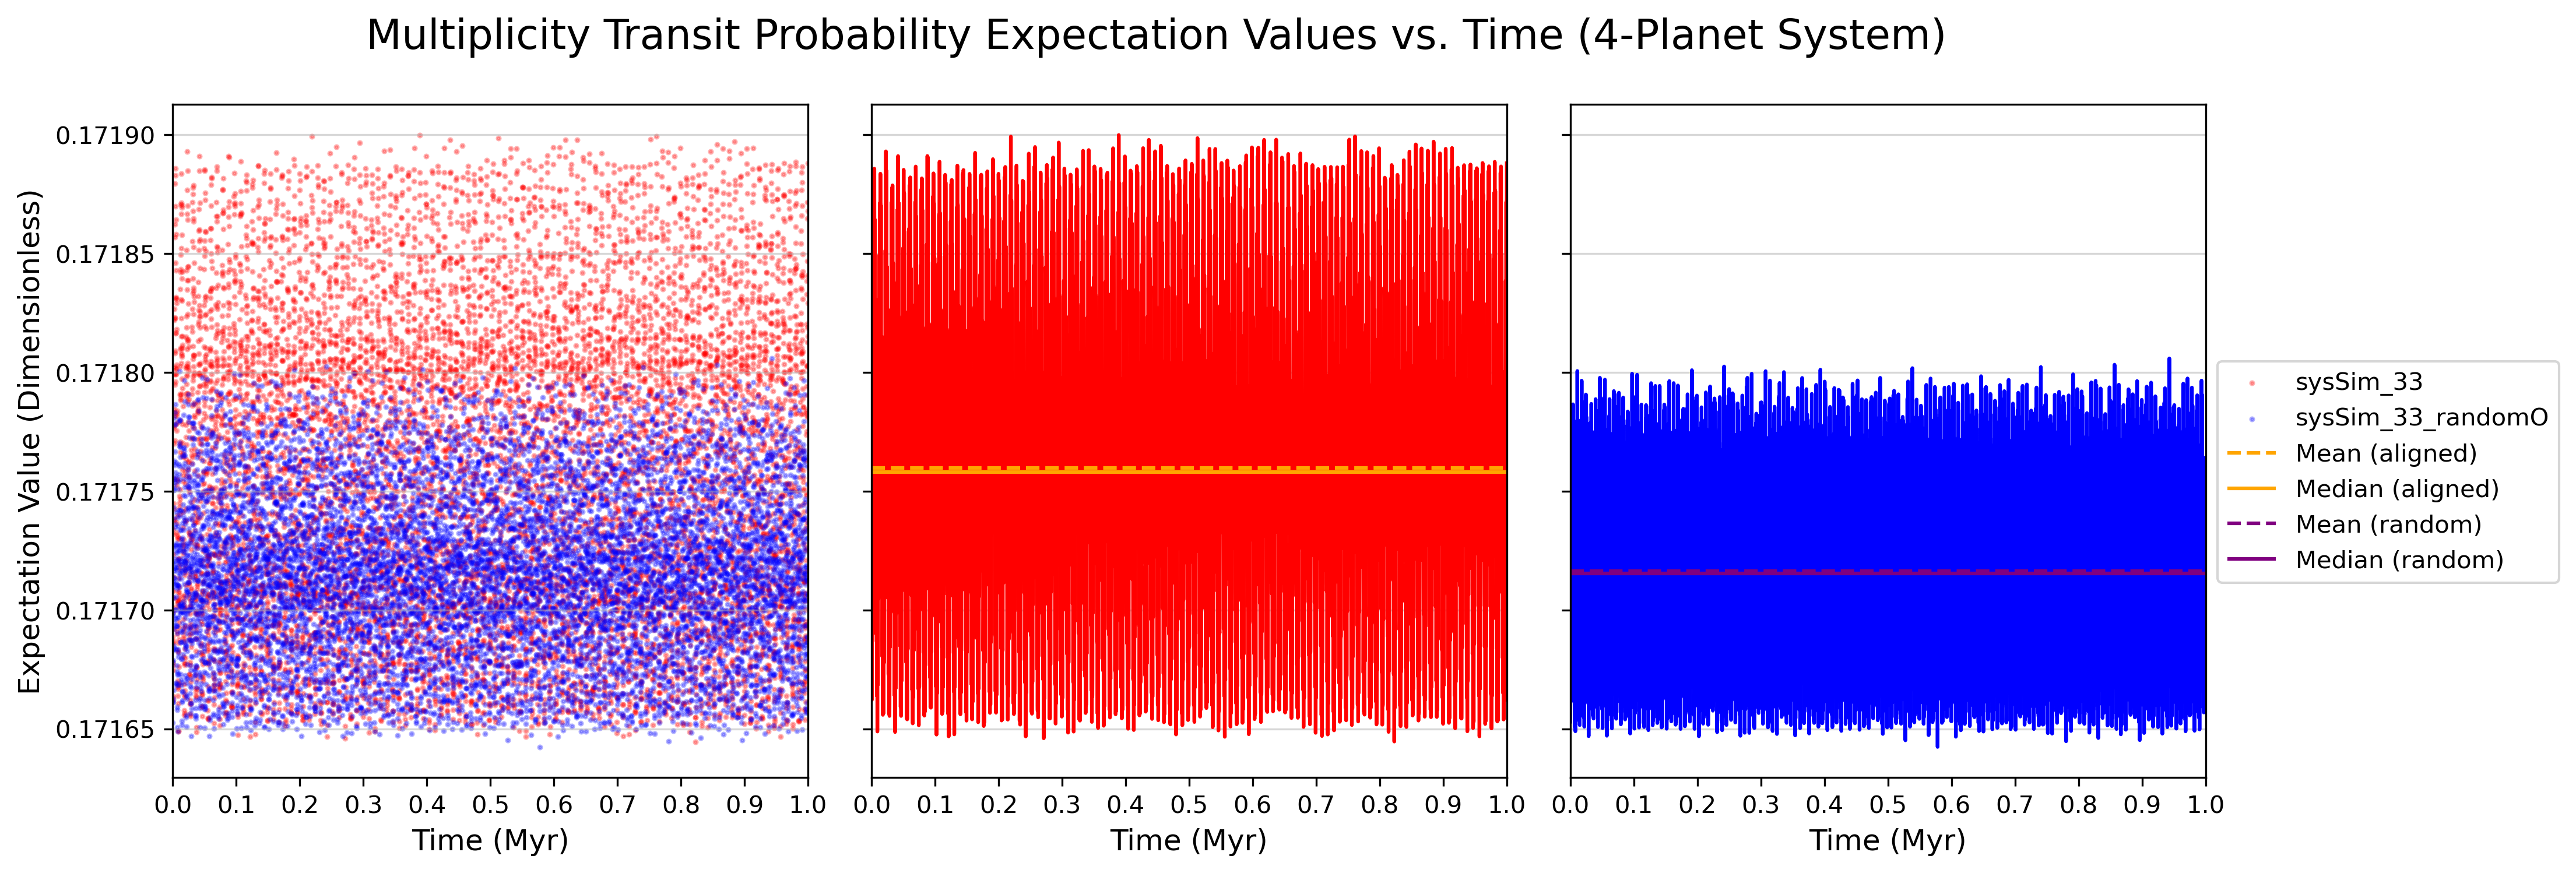 Multiplicity Transit Probability Expectation Values vs. Time (4-Planet System)
Expectation Value (Dimensionless)
0.17190
0.17185
0.17180
0.17175
0.17170
0.17165
0.0 0.1 0.2 0.3 0.4 0.5 0.6 0.7 0.8 0.9 1.0
Time (Myr)
0.0 0.1 0.2 0.3 0.4 0.5 0.6 0.7 0.8 0.9 1.0
Time (Myr)
0.0 0.1 0.2 0.3 0.4 0.5 0.6 0.7 0.8 0.9 1.0
Time (Myr)
sysSim_33
sysSim_33_randomO
Mean (aligned)
Median (aligned)
Mean (random)
Median (random)